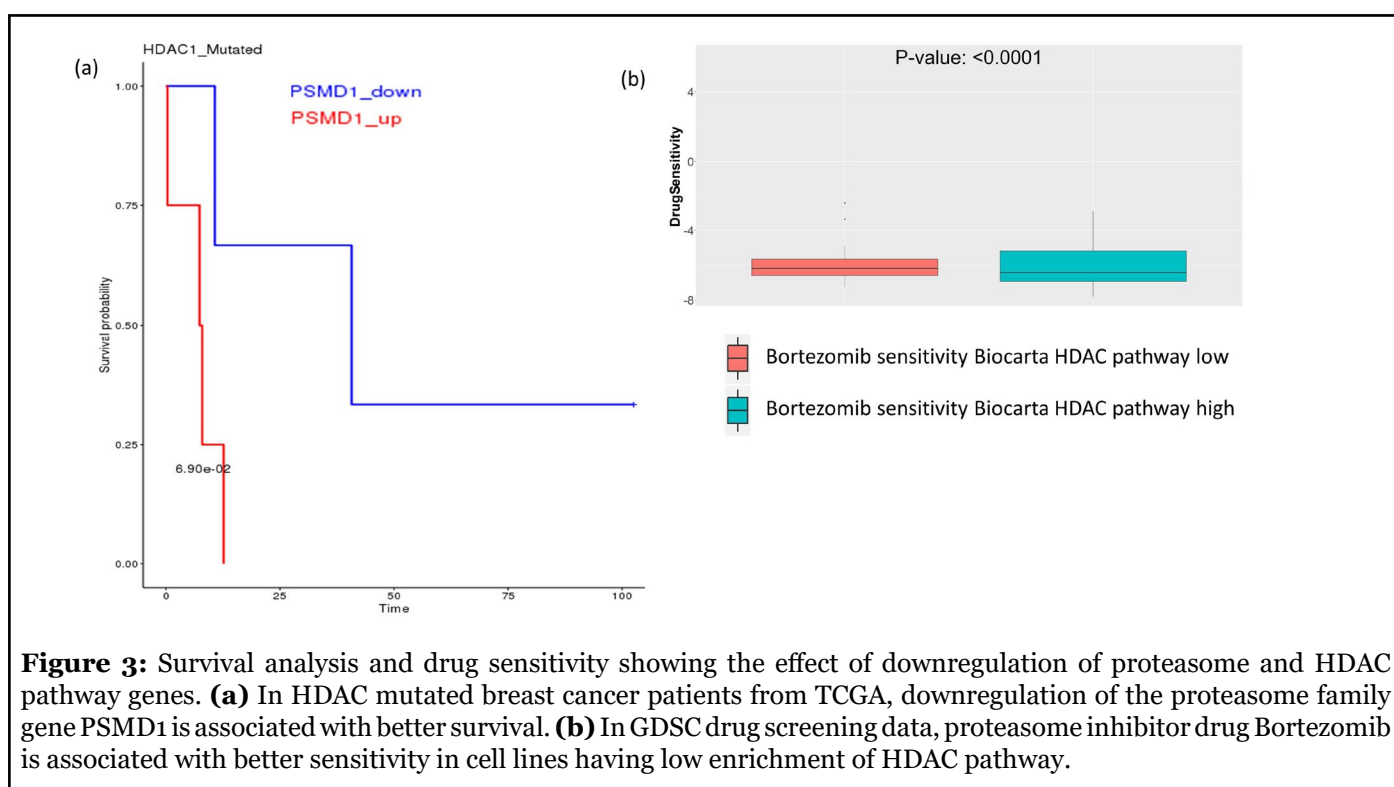 HDAC1_Mutated
(a)
PSMD1_down
PSMD1_up
1.00
0.75
0.50
0.25
0.00
Survival probability
6.90e-02
0 25 50 75 100
Time
(b)
P-value: <0.0001
4
0
-4
-8
DrugSensitivity
Bortezomib sensitivity Biocarta HDAC pathway low
Bortezomib sensitivity Biocarta HDAC pathway high
Figure 3: Survival analysis and drug sensitivity showing the effect of downregulation of proteasome and HDAC
pathway genes. (a) In HDAC mutated breast cancer patients from TCGA, downregulation of the proteasome family
gene PSMD1 is associated with better survival. (b) In GDSC drug screening data, proteasome inhibitor drug Bortezomib
is associated with better sensitivity in cell lines having low enrichment of HDAC pathway.